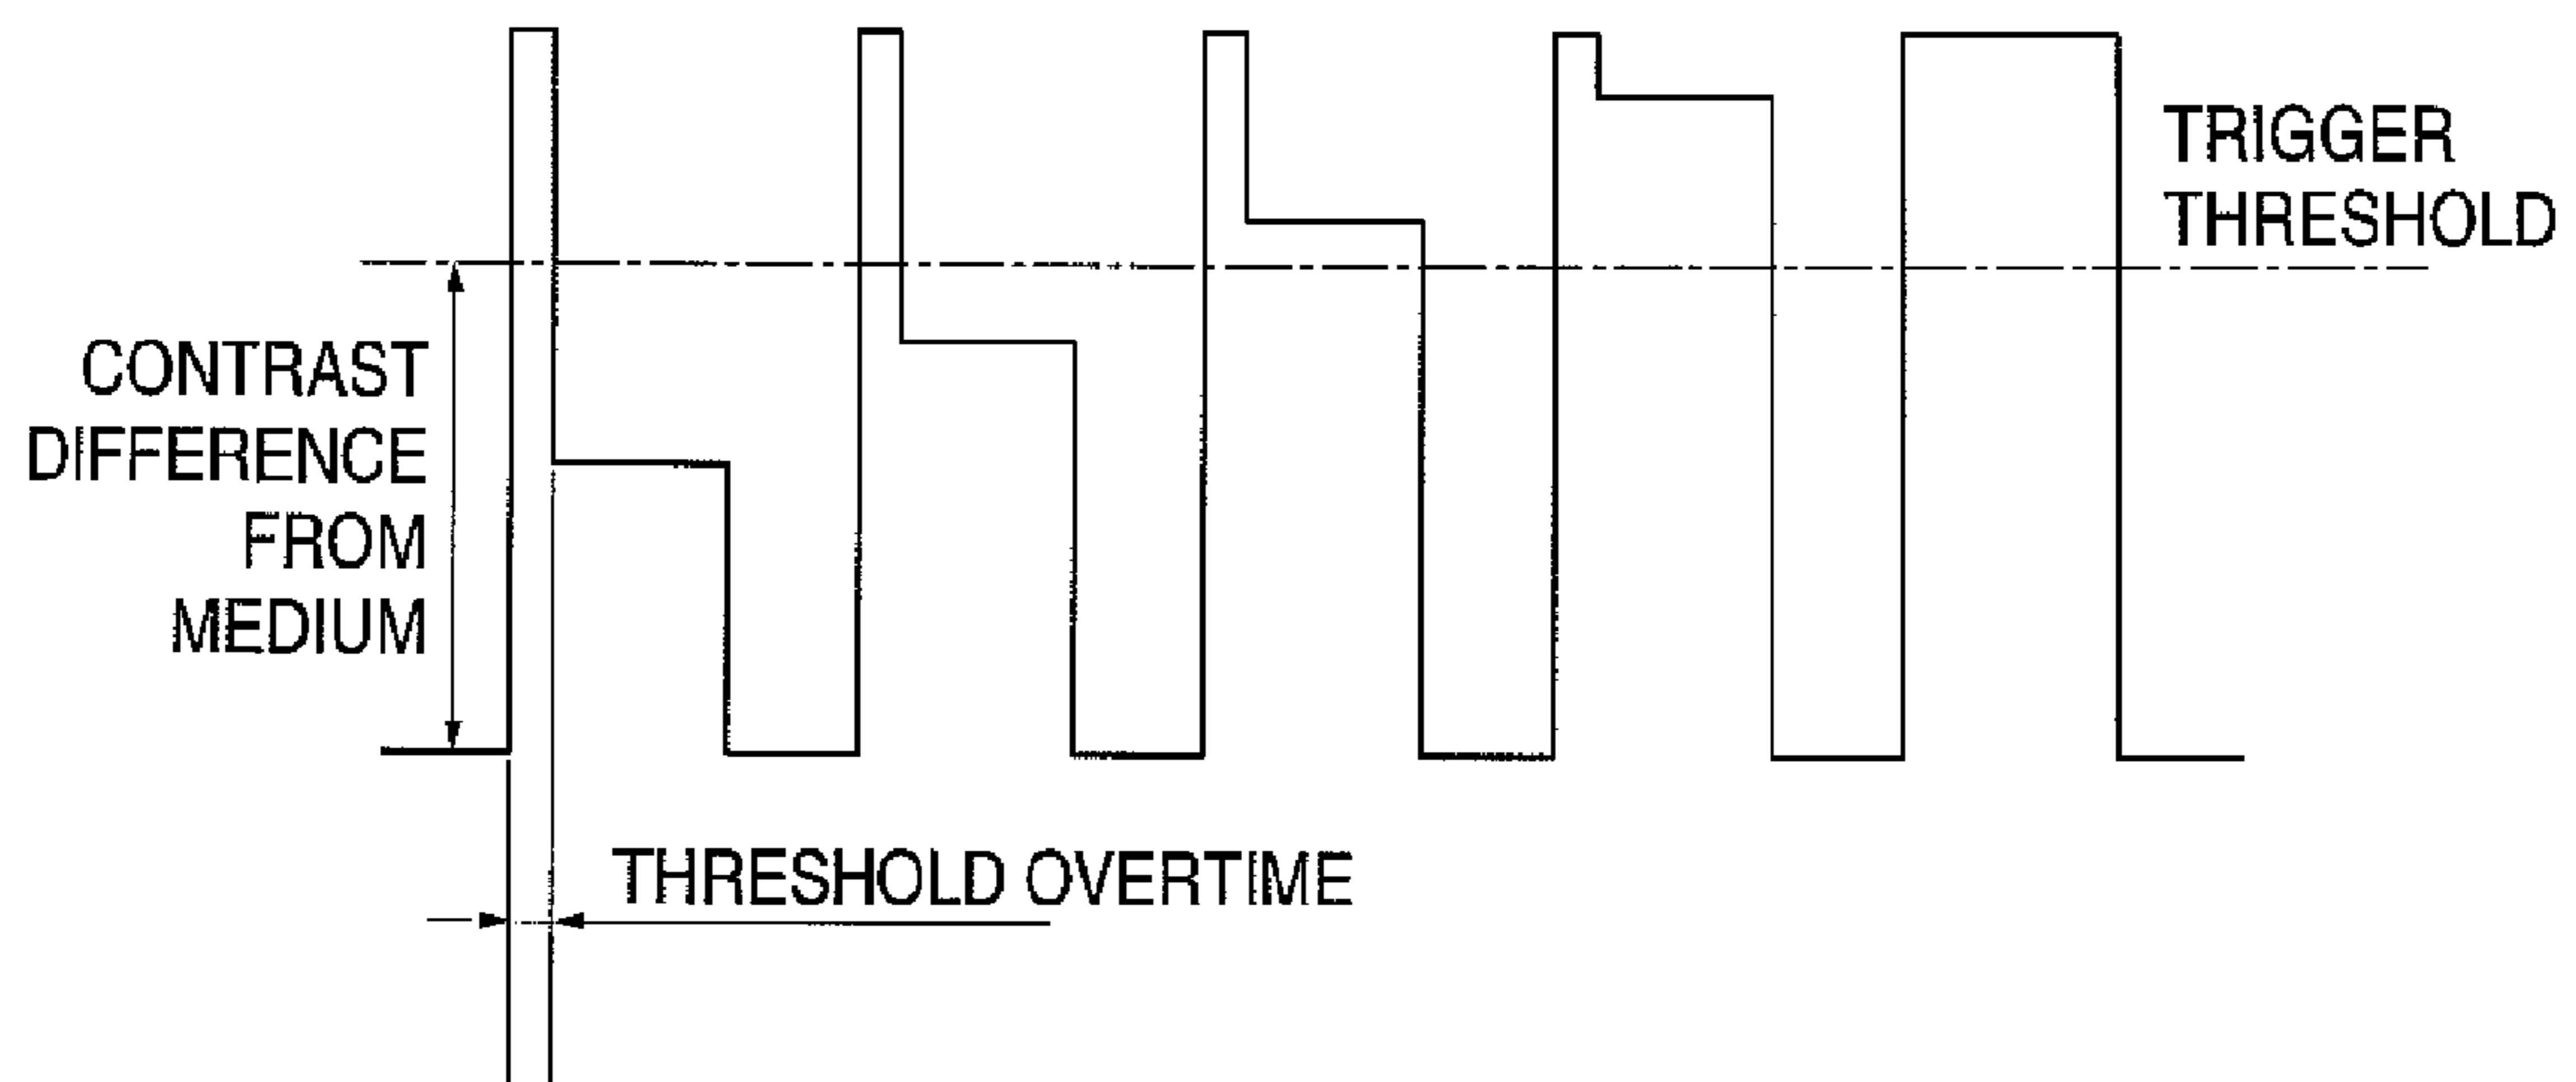 TRIGGER
THRESHOLD
CONTRAST
DIFFERENCE
FROM
MEDIUM
THRESHOLD OVERTIME